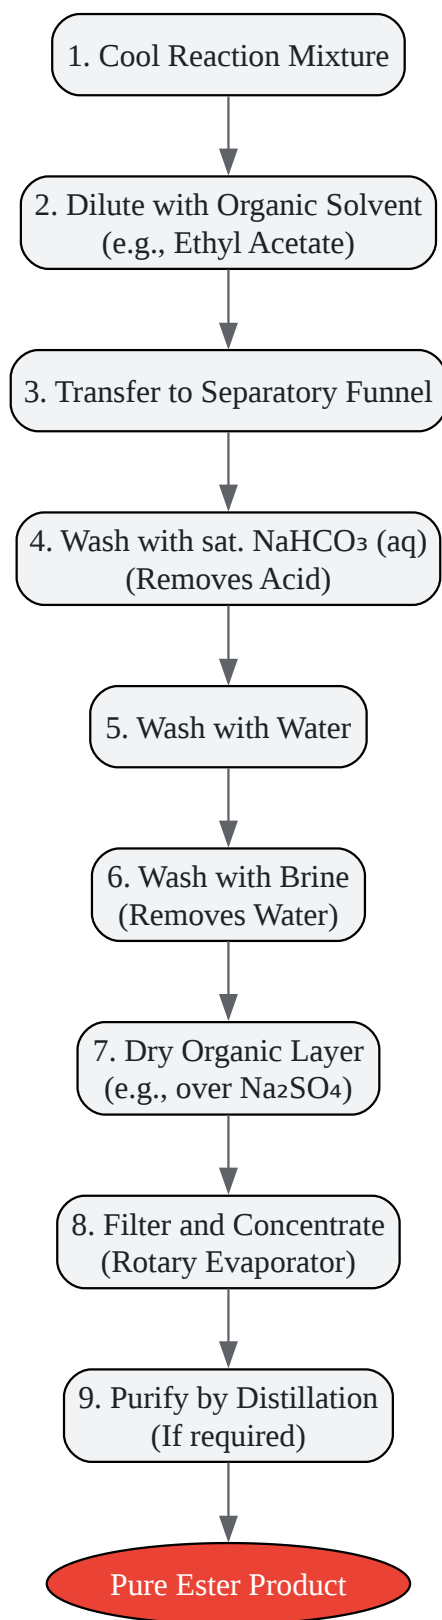 1. Cool Reaction Mixture
2. Dilute with Organic Solvent
(e.g., Ethyl Acetate)
3. Transfer to Separatory Funnel
4. Wash with sat. NaHCO₃ (aq)
(Removes Acid)
5. Wash with Water
6. Wash with Brine
(Removes Water)
7. Dry Organic Layer
(e.g., over Na₂SO₄)
8. Filter and Concentrate
(Rotary Evaporator)
9. Purify by Distillation
(If required)
Pure Ester Product